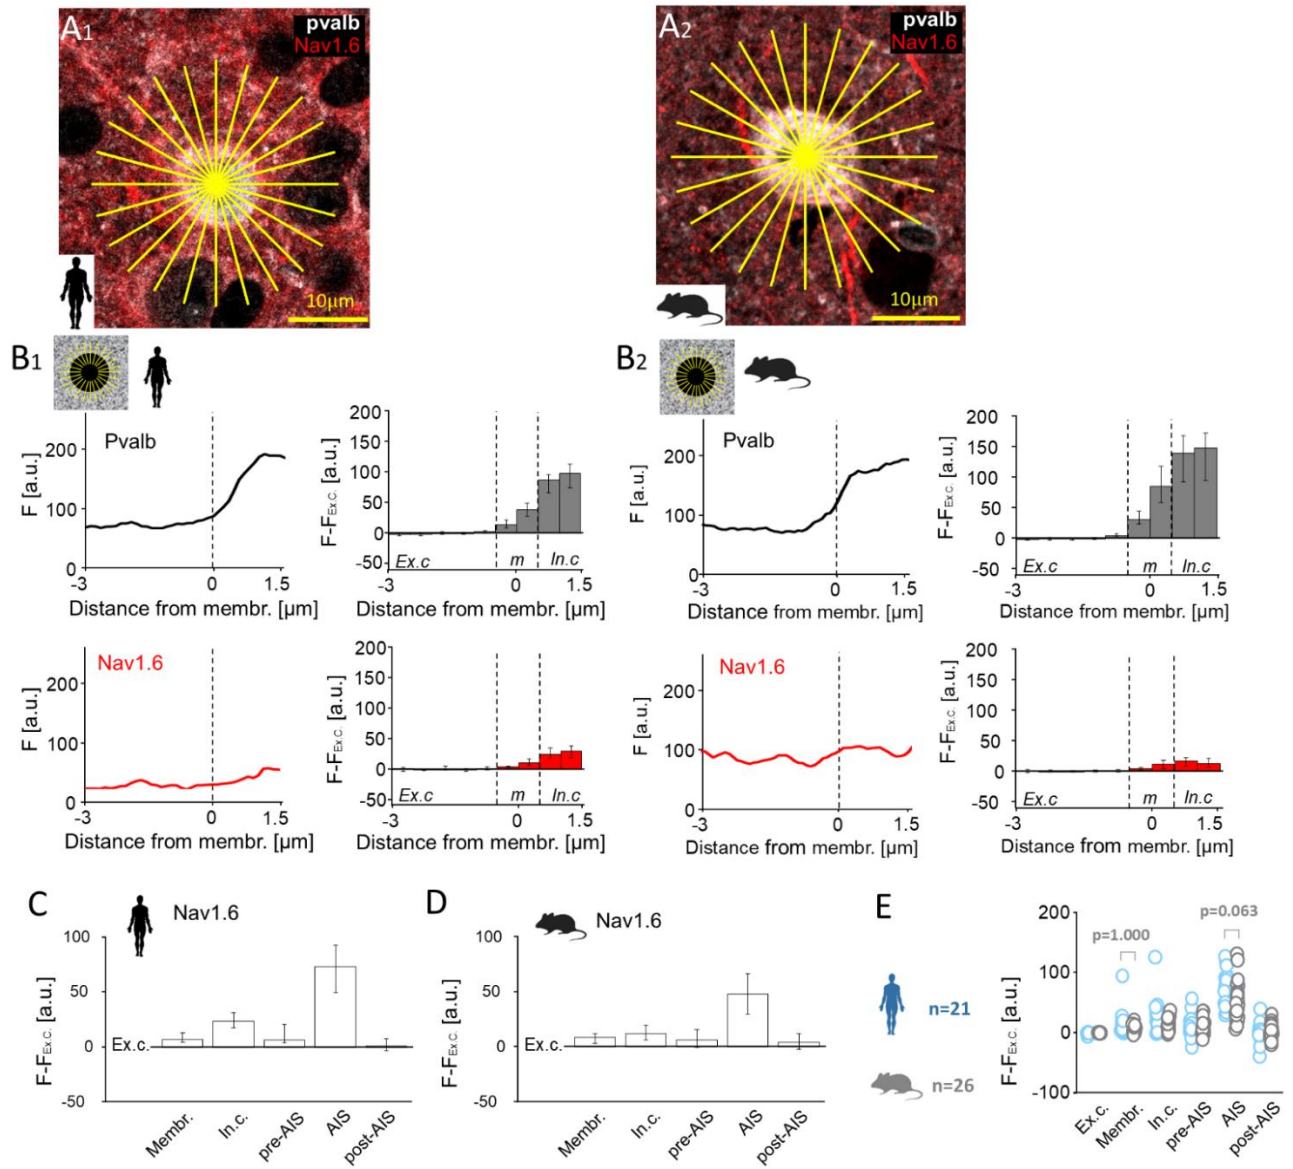 A1
pvalb
Nav1.6
10µm
A2
pvalb
Nav1.6
10µm
B1
Pvalb
F [a.u.]
200
100
0
-3
0
1.5
Distance from membr. [µm]
F-FEx.C. [a.u.]
200
150
100
50
0
-50
Ex.c
m
In.c
-3
0
1.5
Distance from membr. [µm]
Nav1.6
F [a.u.]
200
100
0
-3
0
1.5
Distance from membr. [µm]
F-FEx.C. [a.u.]
200
150
100
50
0
-50
Ex.c
m
In.c
-3
0
1.5
Distance from membr. [µm]
B2
Pvalb
F [a.u.]
200
100
0
-3
0
1.5
Distance from membr. [µm]
F-FEx.C. [a.u.]
200
150
100
50
0
-50
Ex.c
m
In.c
-3
0
1.5
Distance from membr. [µm]
Nav1.6
F [a.u.]
200
100
0
-3
0
1.5
Distance from membr. [µm]
F-FEx.C. [a.u.]
200
150
100
50
0
-50
Ex.c
m
In.c
-3
0
1.5
Distance from membr. [µm]
C
Nav1.6
F-FEx.C. [a.u.]
100
50
0
-50
Ex.c.
Membr.
In.c.
pre-AIS
AIS
post-AIS
D
Nav1.6
F-FEx.C. [a.u.]
100
50
0
-50
Ex.c.
Membr.
In.c.
pre-AIS
AIS
post-AIS
E
n=21
n=26
F-FEx.C. [a.u.]
200
100
0
-100
p=1.000
p=0.063
Ex.c.
Membr.
In.c.
pre-AIS
AIS
post-AIS